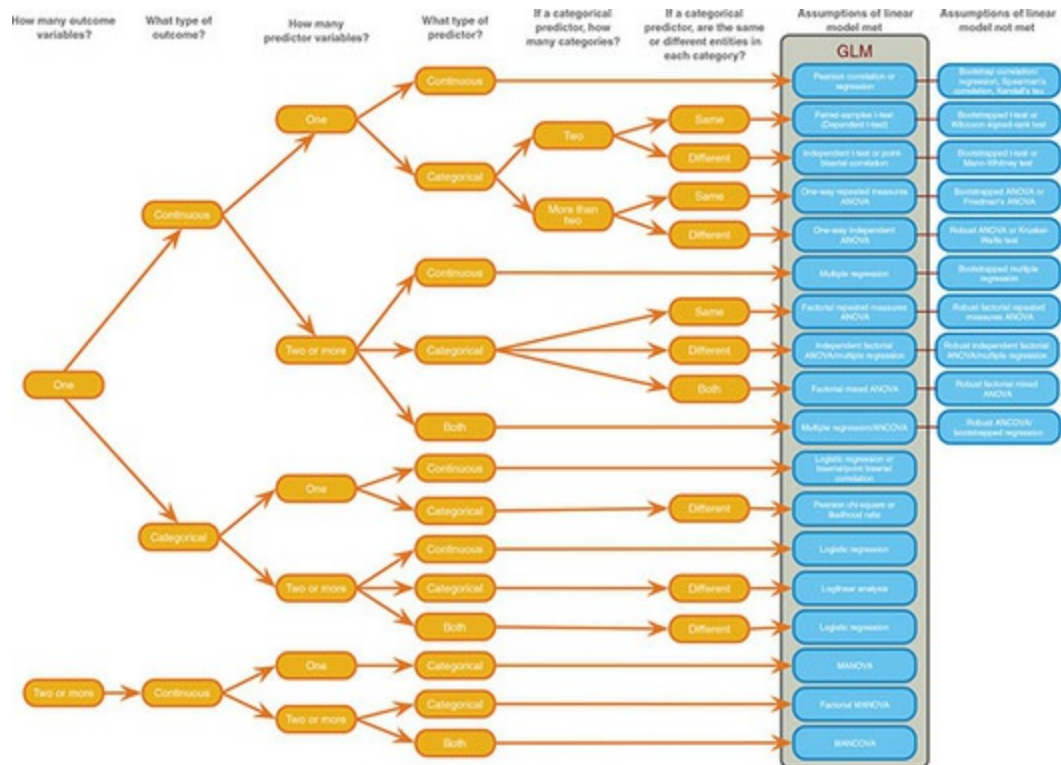 How many outcome
variables?
What type of
outcome?
How many
predictor variables?
What type of
predictor?
If a categorical
predictor, how
many categories?
If a categorical
predictor, are the same
or different entities in
each category?
Assumptions of linear
model met
Assumptions of linear
model not met
GLM
Continuous
Pearson correlation or
regression
Bootstrap correlation/
regression, Spearman's
correlation, Kendall's tau
One
Two
Same
Paired-samples t-test
(Dependent t-test)
Bootstrapped t-test or
Wilcoxon signed-rank test
Categorical
Different
Independent t-test or point-
biserial correlation
Bootstrapped t-test or
Mann-Whitney test
Continuous
More than
two
Same
One-way repeated measures
ANOVA
Bootstrapped ANOVA or
Friedman's ANOVA
Different
One-way independent
ANOVA
Robust ANOVA or Kruskal-
Wallis test
Continuous
Multiple regression
Bootstrapped multiple
regression
Same
Factorial repeated measures
ANOVA
Robust factorial repeated
measures ANOVA
Two or more
Categorical
Different
Independent factorial
ANOVA/multiple regression
Robust independent factorial
ANOVA/multiple regression
One
Both
Factorial mixed ANOVA
Robust factorial mixed
ANOVA
Both
Multiple regression/ANCOVA
Robust ANCOVA/
bootstrapped regression
Continuous
Logistic regression or
biserial/point biserial
correlation
One
Categorical
Different
Pearson chi-square or
likelihood ratio
Categorical
Continuous
Logistic regression
Two or more
Categorical
Different
Loglinear analysis
Both
Different
Logistic regression
One
Categorical
MANOVA
Two or more
Continuous
Categorical
Factorial MANOVA
Two or more
Both
MANCOVA